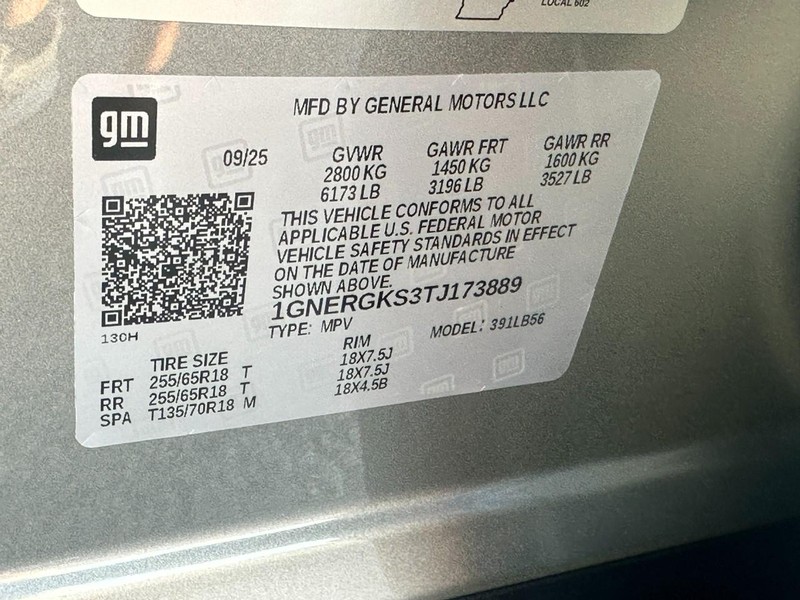 LOCAL 602
gm
MFD BY GENERAL MOTORS LLC
09/25
GVWR GAWR FRT GAWR RR
2800 KG 1450 KG 1600 KG
6173 LB 3196 LB 3527 LB
THIS VEHICLE CONFORMS TO ALL
APPLICABLE U.S. FEDERAL MOTOR
VEHICLE SAFETY STANDARDS IN EFFECT
ON THE DATE OF MANUFACTURE
SHOWN ABOVE.
1GNERGKS3TJ173889
TYPE: MPV MODEL: 391LB56
130H
TIRE SIZE RIM
FRT 255/65R18 T 18X7.5J
RR 255/65R18 T 18X7.5J
SPA T135/70R18 M 18X4.5B